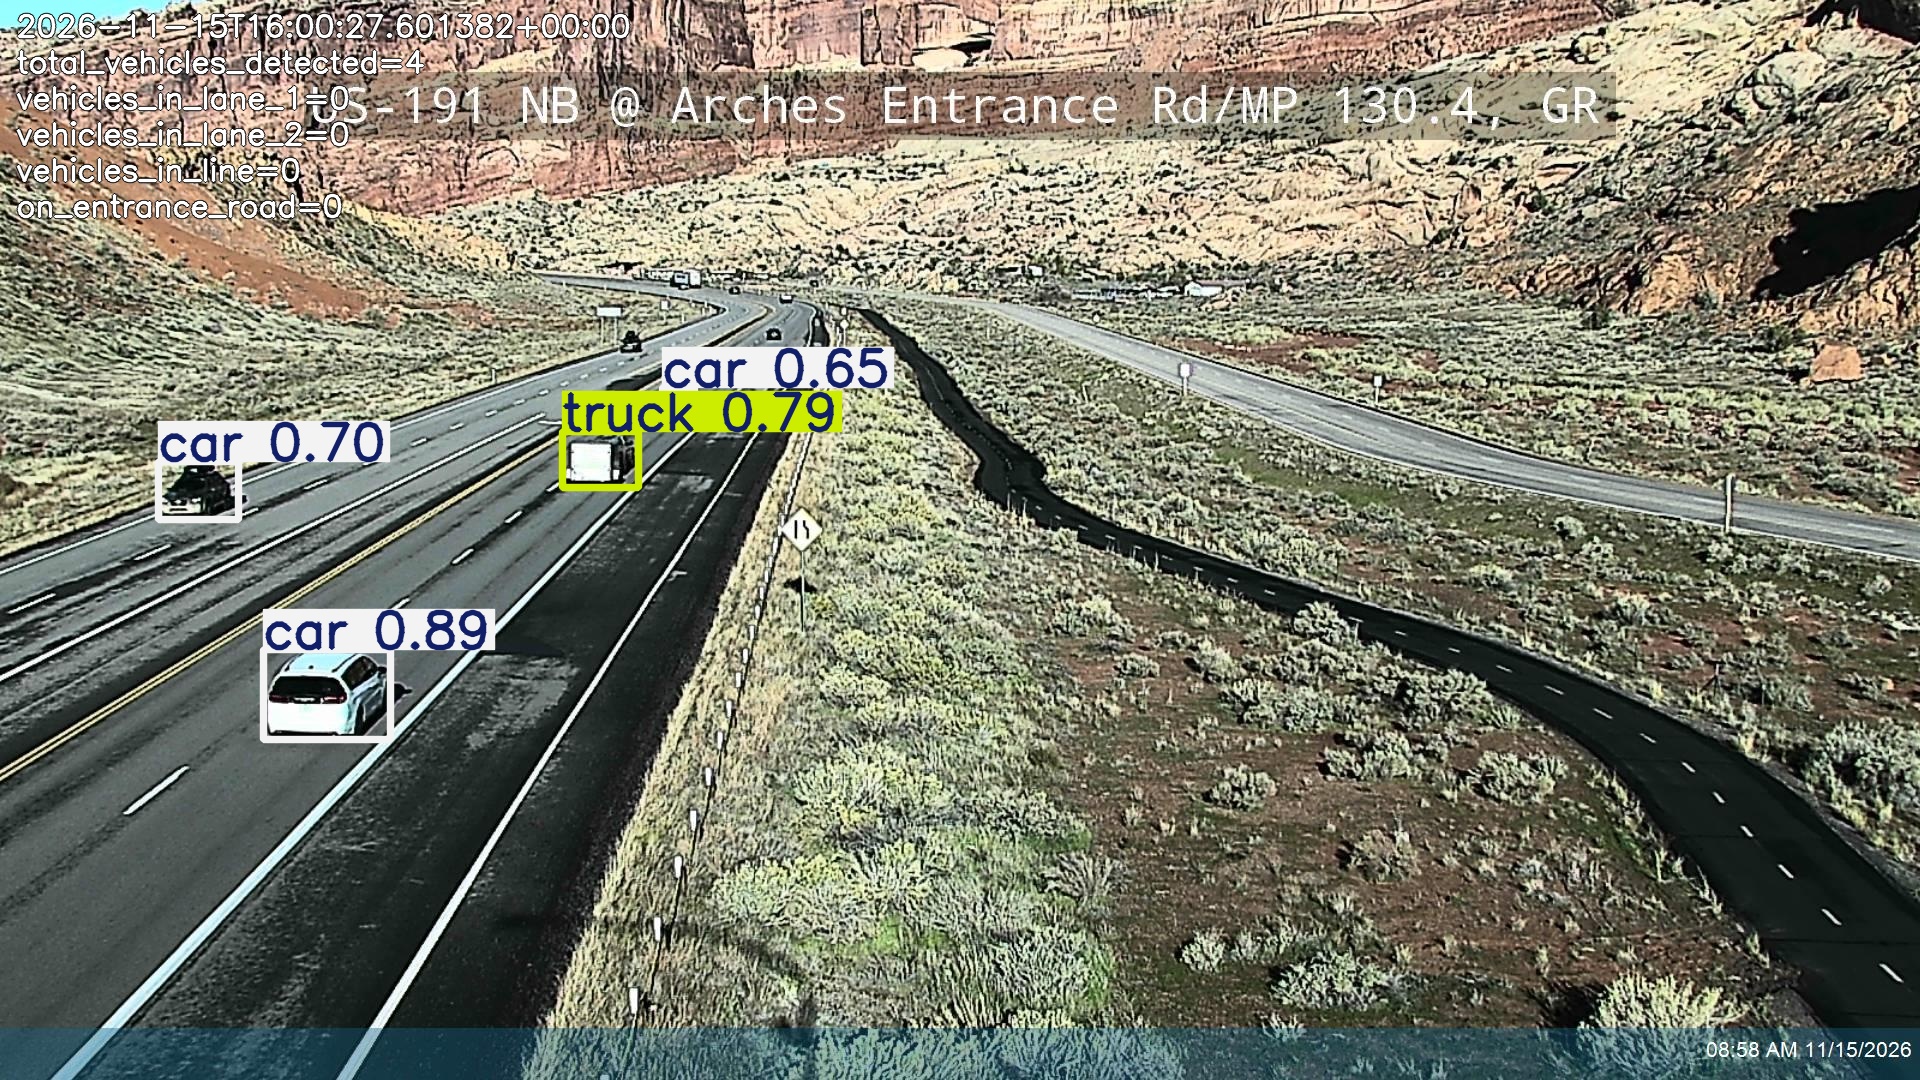 2026-11-15T16:00:27.601382+00:00
total_vehicles_detected=4
vehicles_in_lane_1=0
US-191 NB @ Arches Entrance Rd/MP 130.4, GR
vehicles_in_lane_2=0
vehicles_in_line=0
on_entrance_road=0
car 0.65
truck 0.79
car 0.70
car 0.89
08:58 AM 11/15/2026